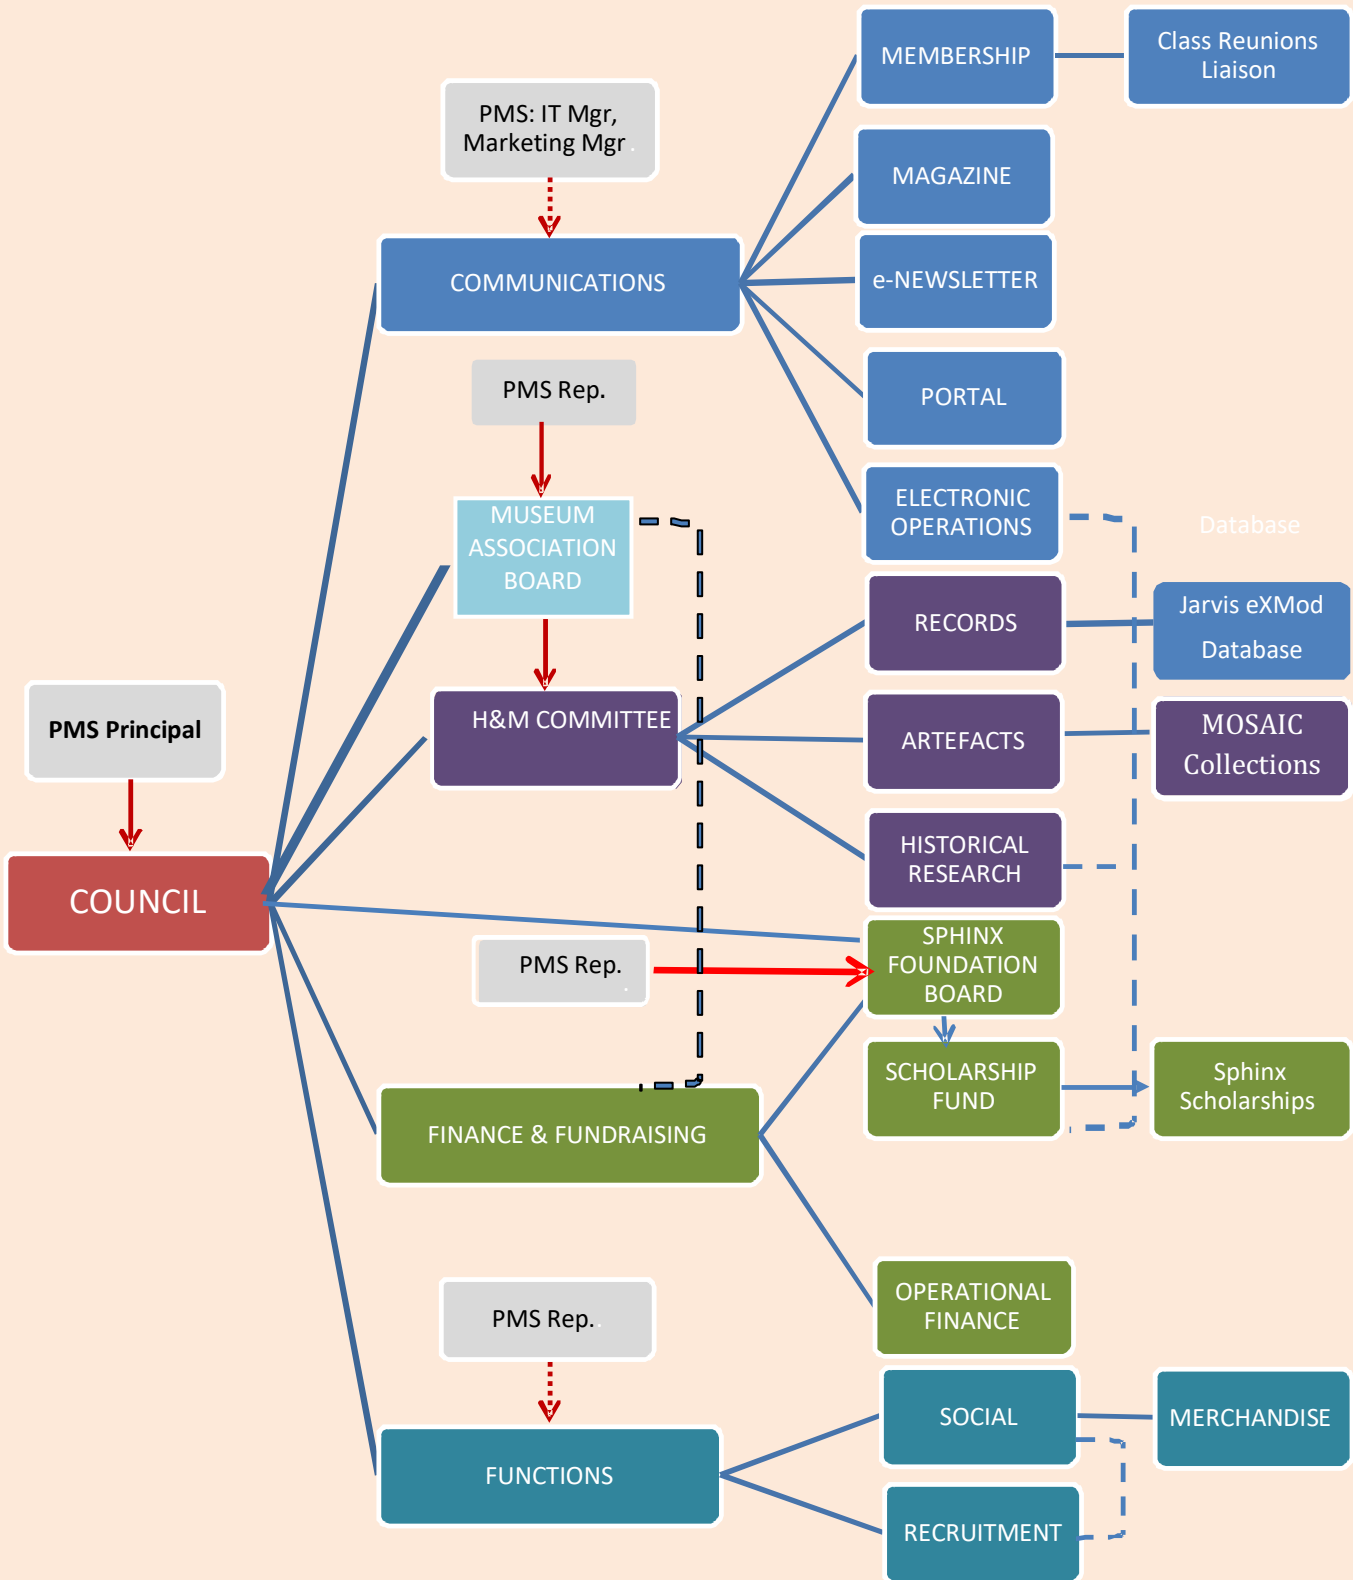 MEMBERSHIP
Class Reunions
Liaison
PMS: IT Mgr,
Marketing Mgr .
MAGAZINE
COMMUNICATIONS
e-NEWSLETTER
PMS Rep.
PORTAL
MUSEUM
ASSOCIATION
BOARD
ELECTRONIC
OPERATIONS
Database
RECORDS
Jarvis eXMod
Database
PMS Principal
H&M COMMITTEE
ARTEFACTS
MOSAIC
Collections
HISTORICAL
RESEARCH
COUNCIL
PMS Rep.
.
SPHINX
FOUNDATION
BOARD
SCHOLARSHIP
FUND
Sphinx
Scholarships
FINANCE & FUNDRAISING
OPERATIONAL
FINANCE
PMS Rep. .
SOCIAL
MERCHANDISE
FUNCTIONS
RECRUITMENT